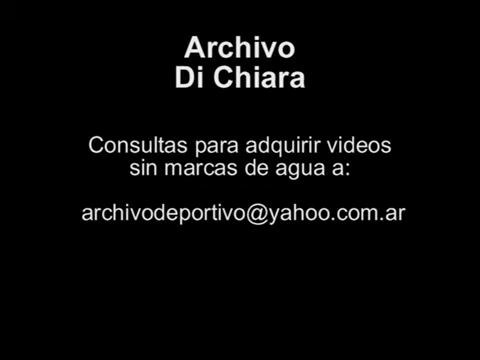 Archivo
Di Chiara
Consultas para adquirir videos
sin marcas de agua a:
archivodeportivo@yahoo.com.ar